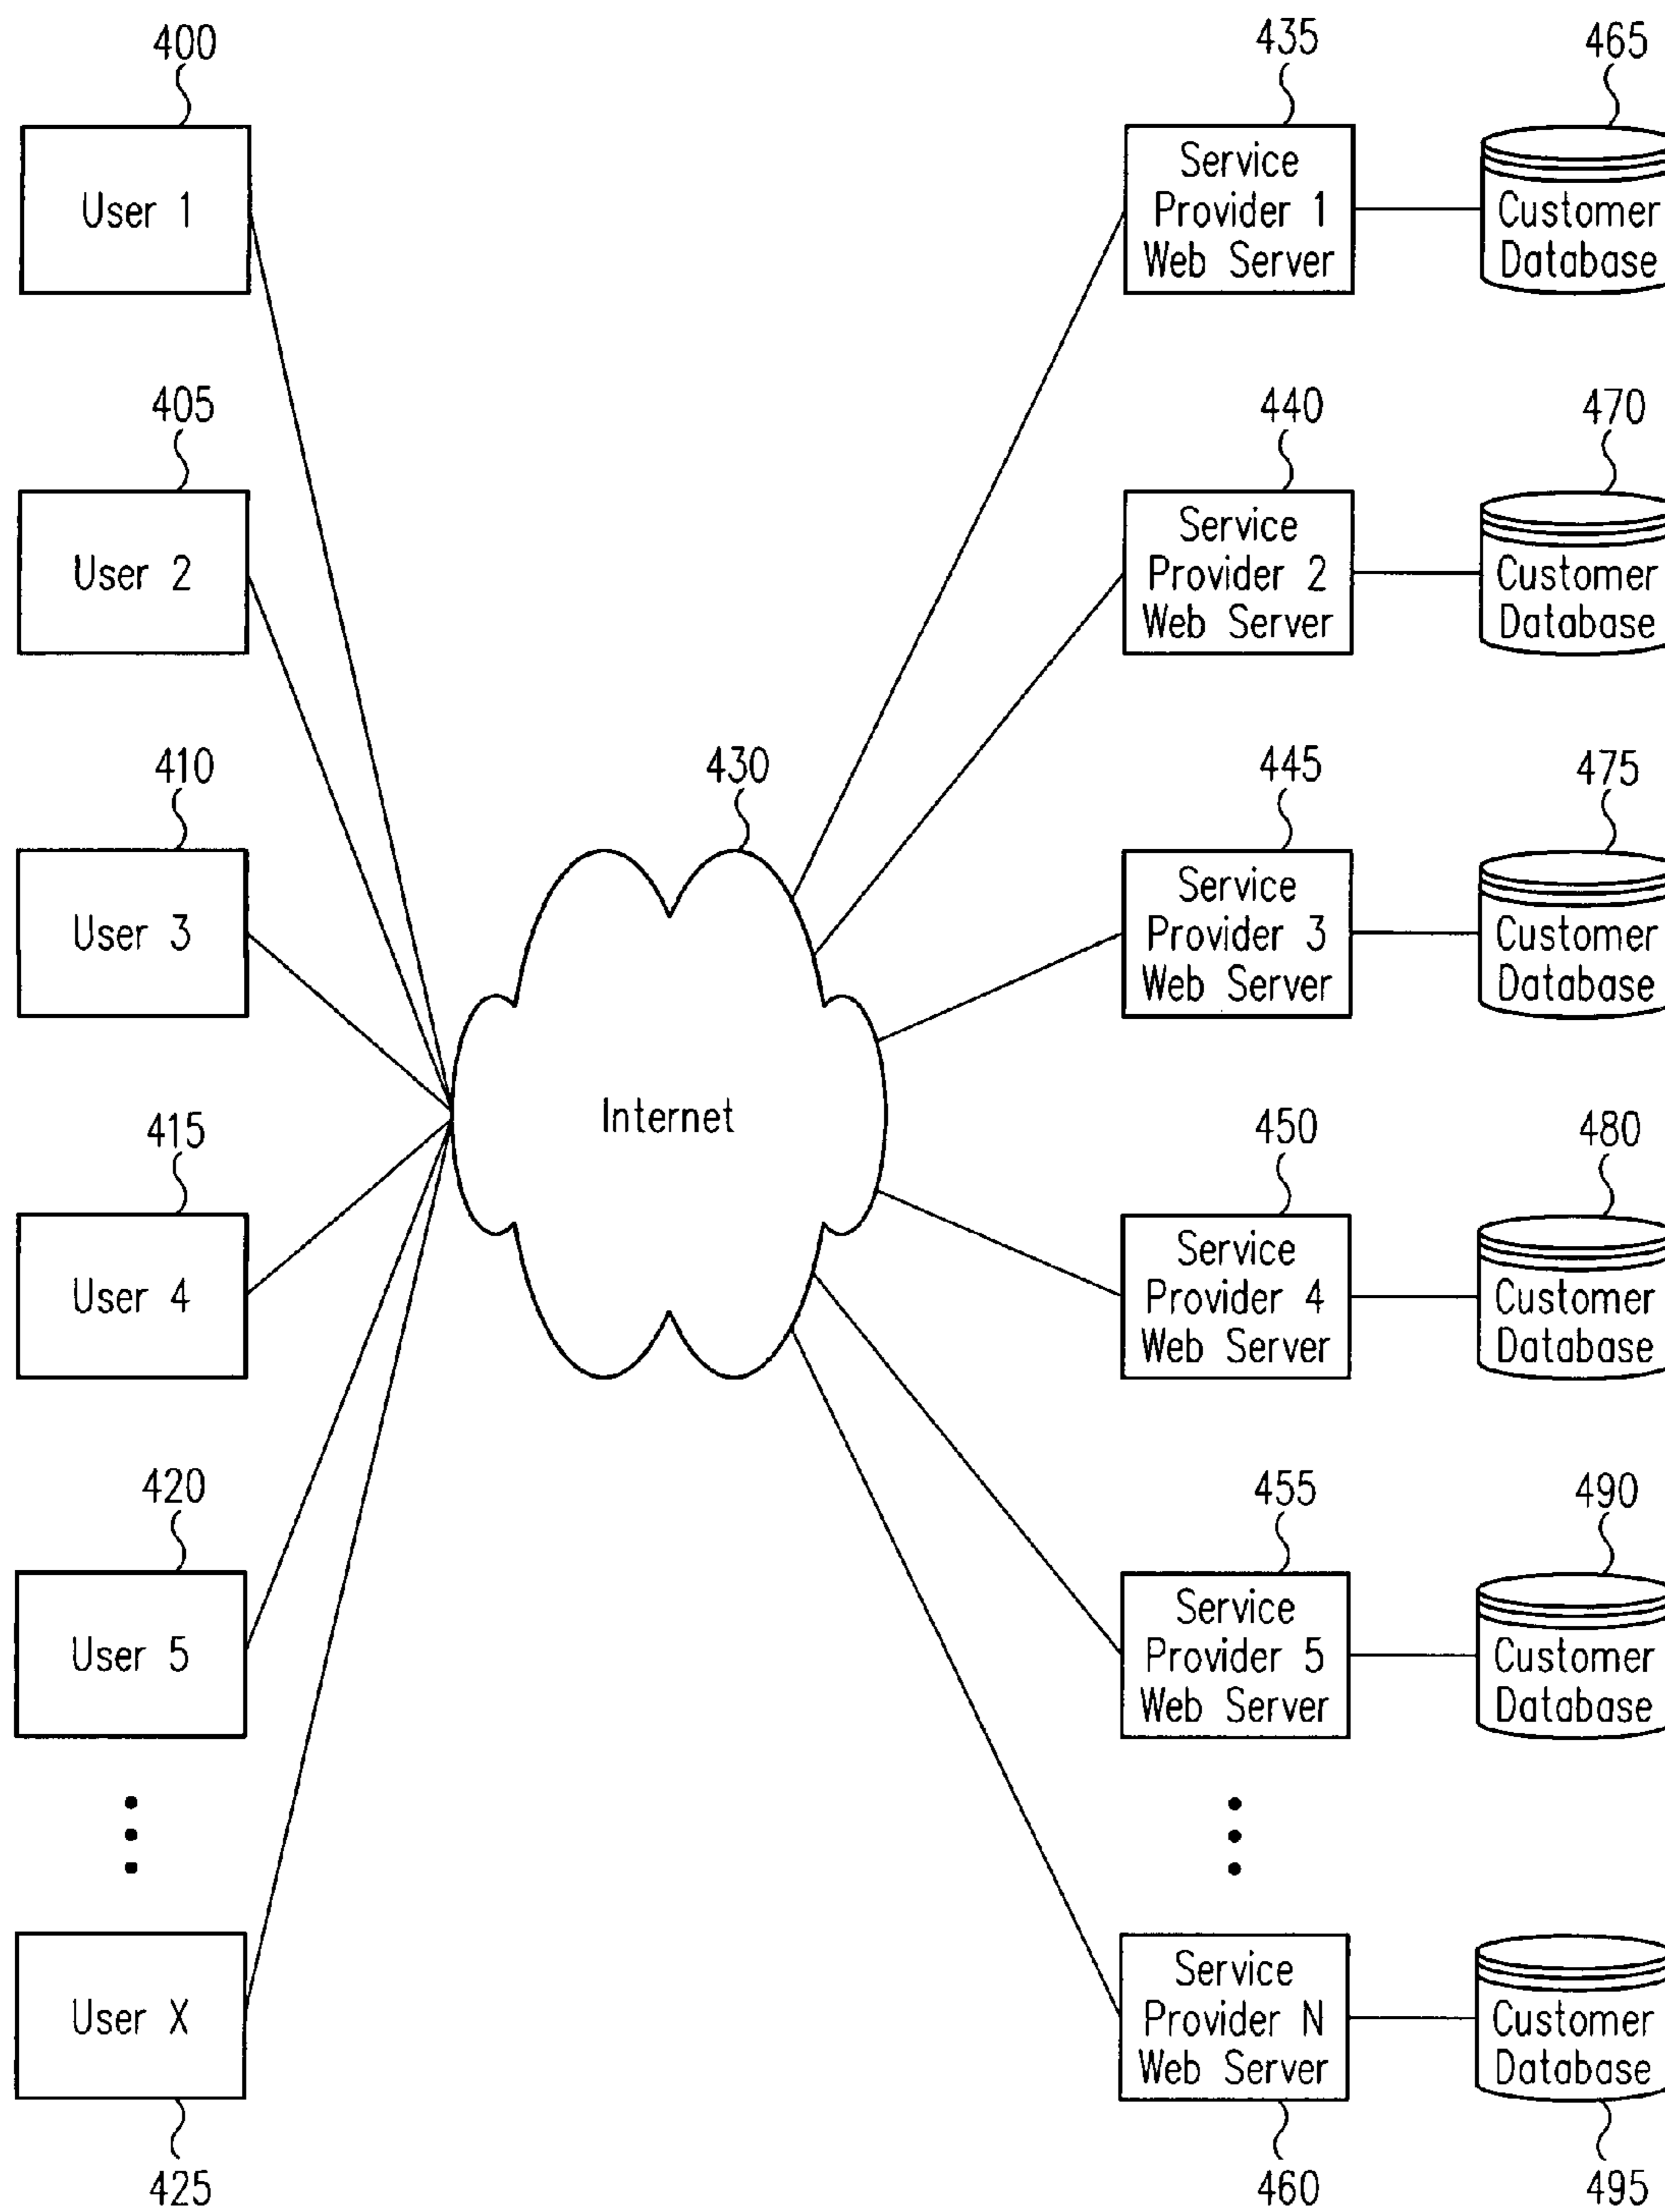 400
435
465
User 1
Service
Provider 1
Web Server
Customer
Database
405
440
470
User 2
Service
Provider 2
Web Server
Customer
Database
410
430
445
475
User 3
Service
Provider 3
Web Server
Customer
Database
Internet
415
450
480
User 4
Service
Provider 4
Web Server
Customer
Database
420
455
490
User 5
Service
Provider 5
Web Server
Customer
Database
User X
Service
Provider N
Web Server
Customer
Database
425
460
495